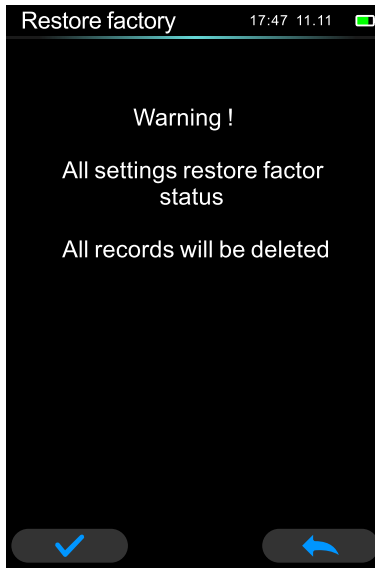 Restore factory 17:47 11.11
Warning !
All settings restore factor
status
All records will be deleted